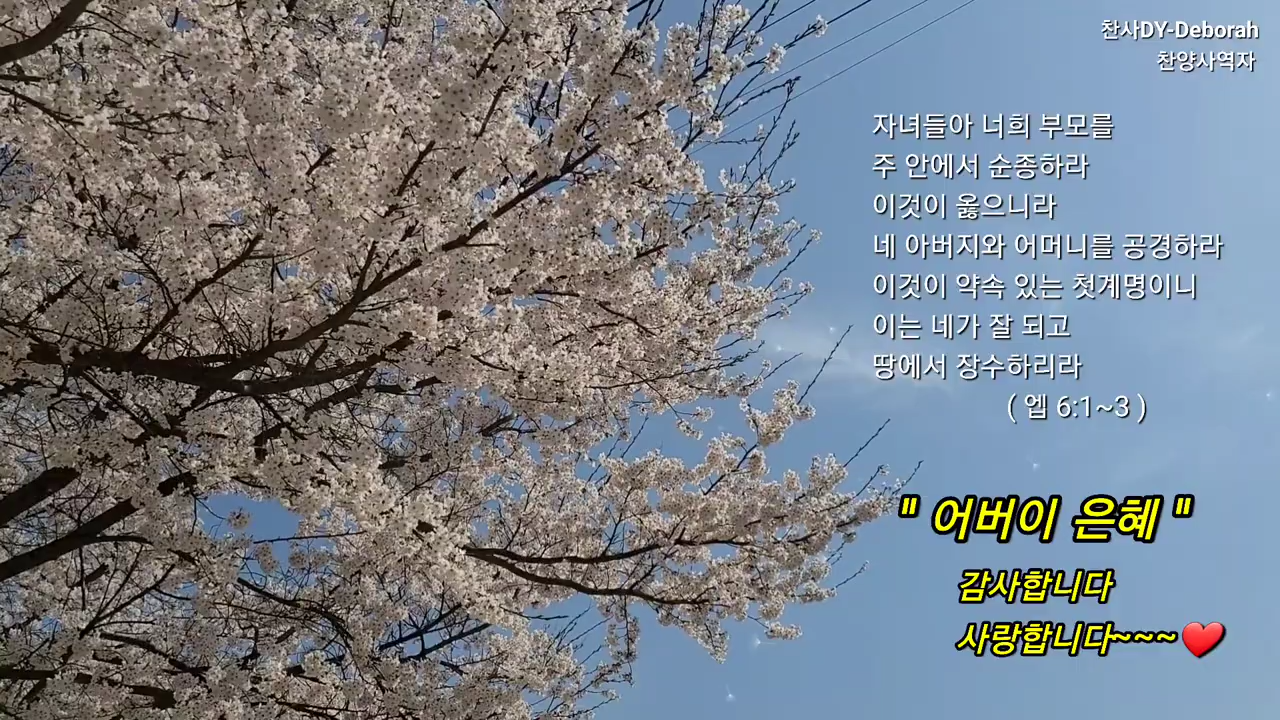 찬사DY-Deborah
찬양사역자
자녀들아 너희 부모를
주 안에서 순종하라
이것이 옳으니라
네 아버지와 어머니를 공경하라
이것이 약속 있는 첫계명이니
이는 네가 잘 되고
땅에서 장수하리라
( 엡 6:1~3 )
" 어버이 은혜 "
감사합니다
사랑합니다~~~❤️